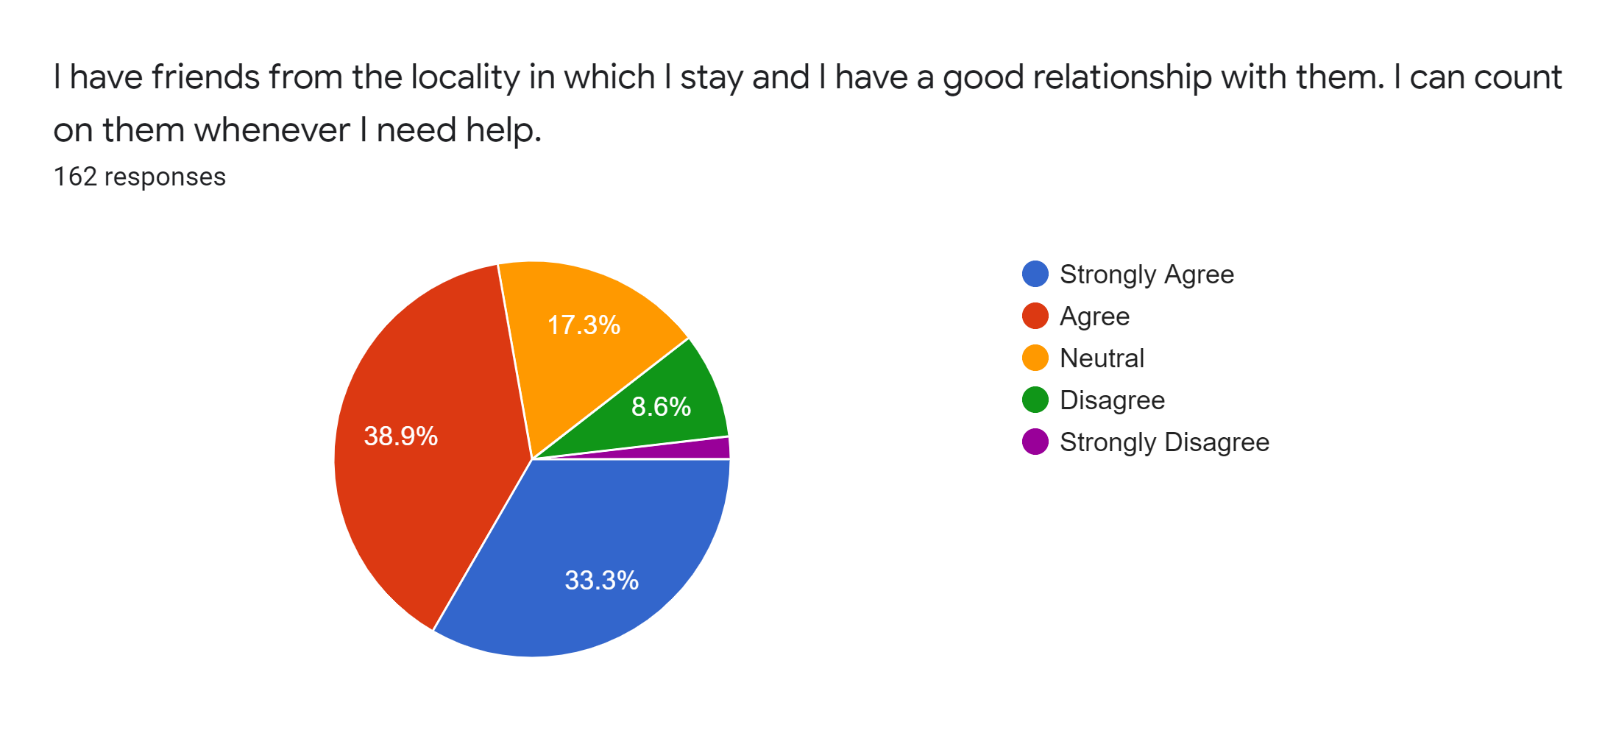 I have friends from the locality in which I stay and I have a good relationship with them. I can count
on them whenever I need help.
162 responses
Strongly Agree
Agree
Neutral
Disagree
Strongly Disagree
17.3%
8.6%
38.9%
33.3%